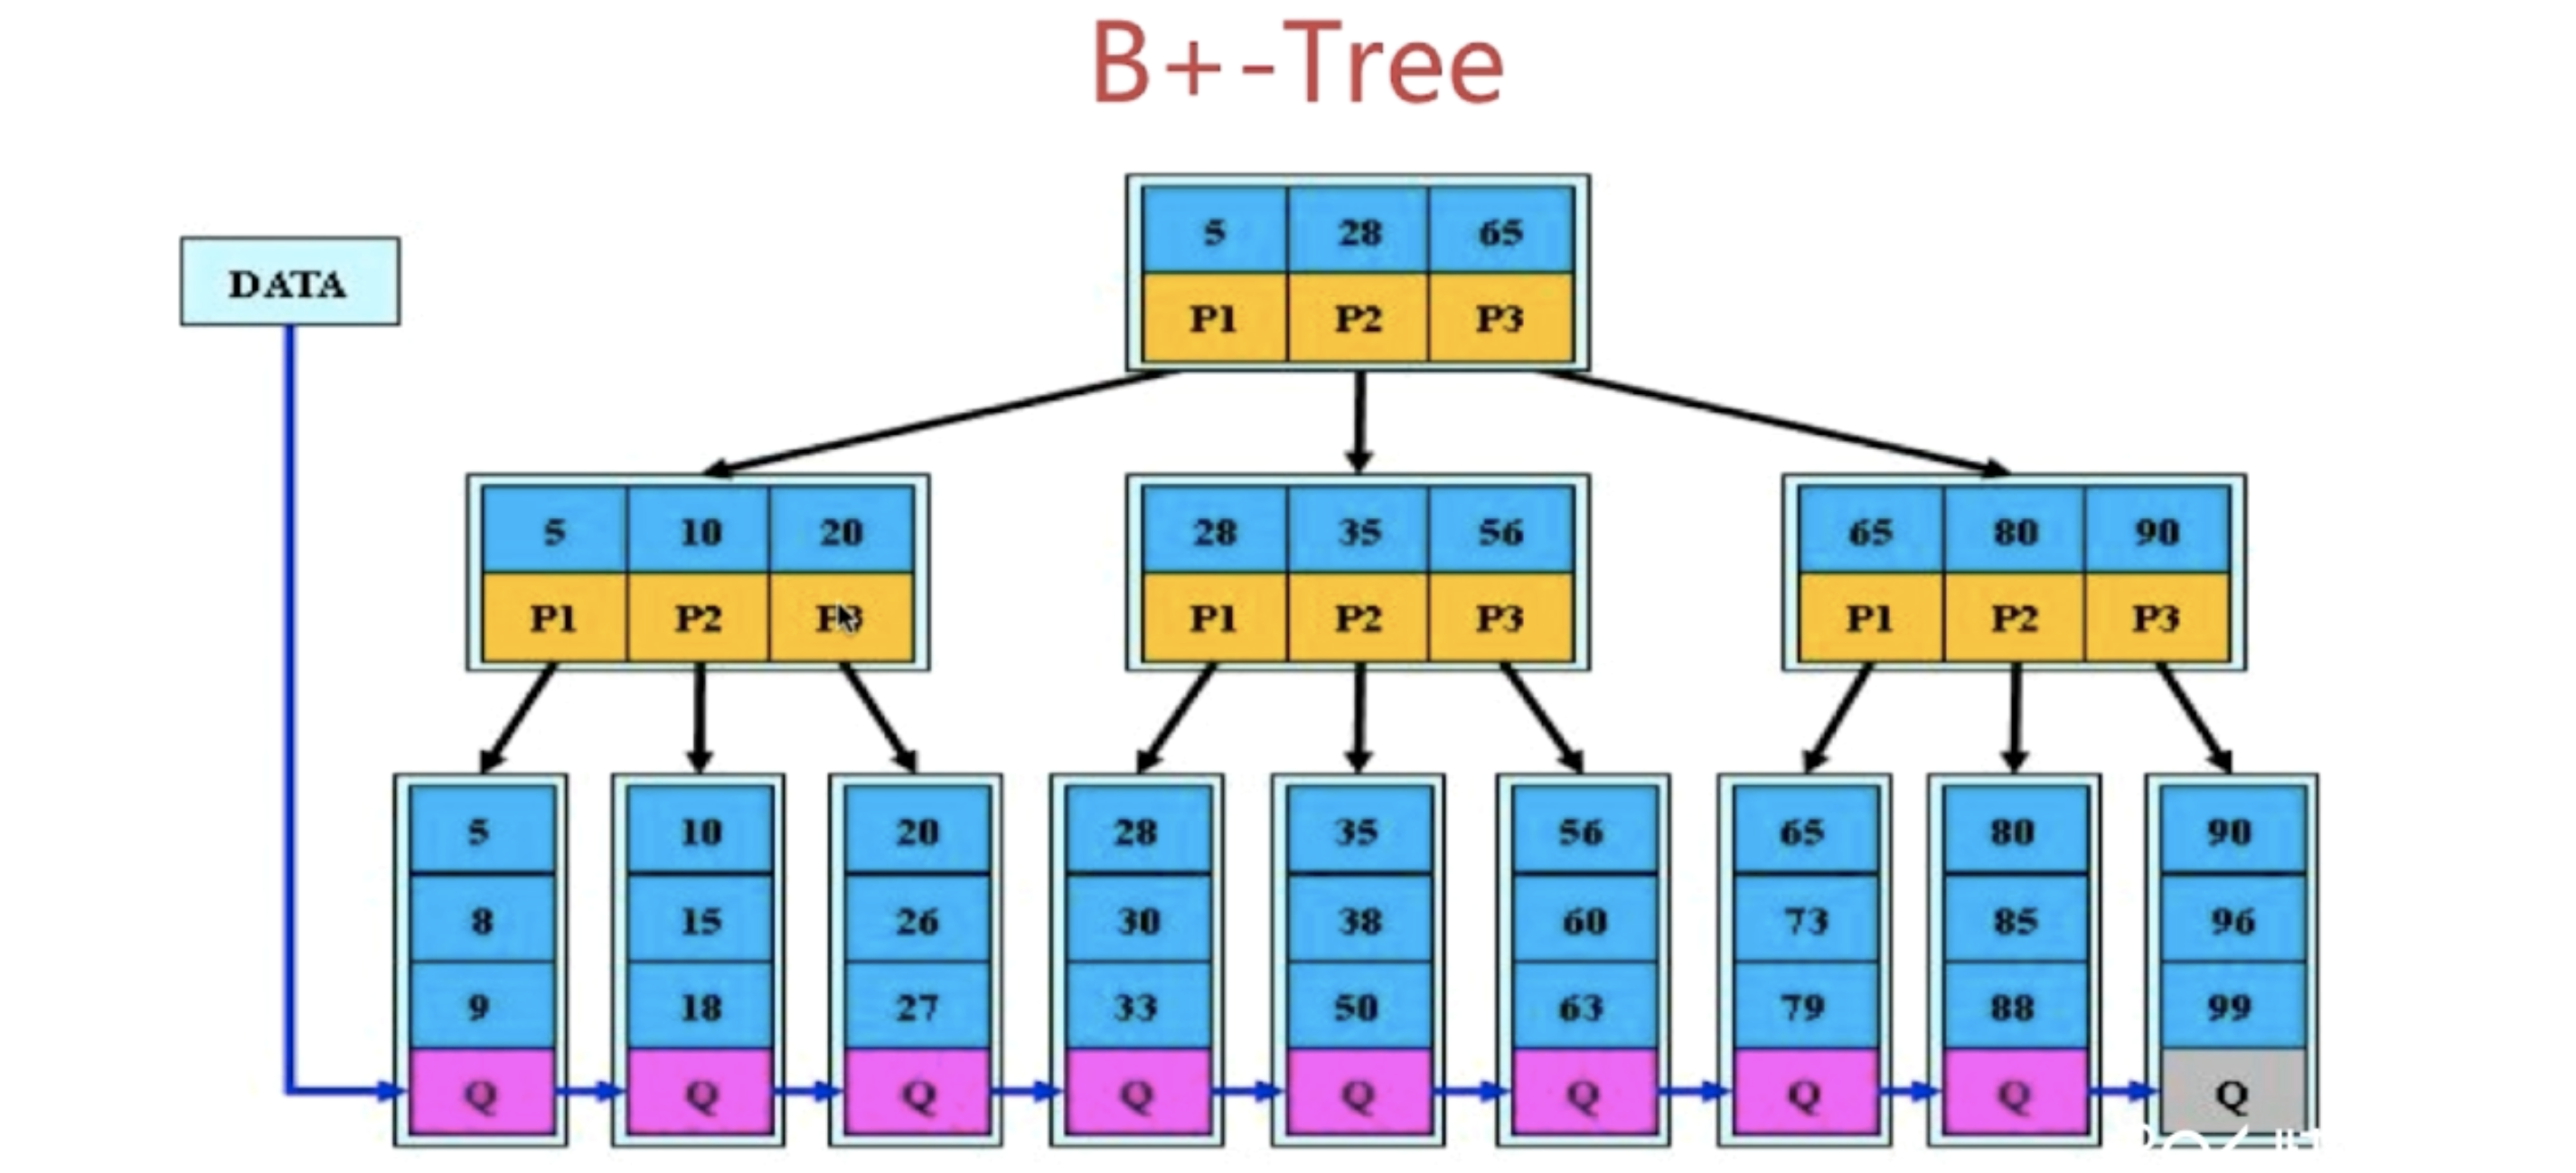 B+-Tree
5 28 65
DATA
P1 P2 P3
5 10 20
28 35 56
65 80 90
P1 P2 P3
P1 P2 P3
P1 P2 P3
5 10 20 28 35 56 65 80 90
8 15 26 30 38 60 73 85 96
9 18 27 33 50 63 79 88 99
Q Q Q Q Q Q Q Q Q